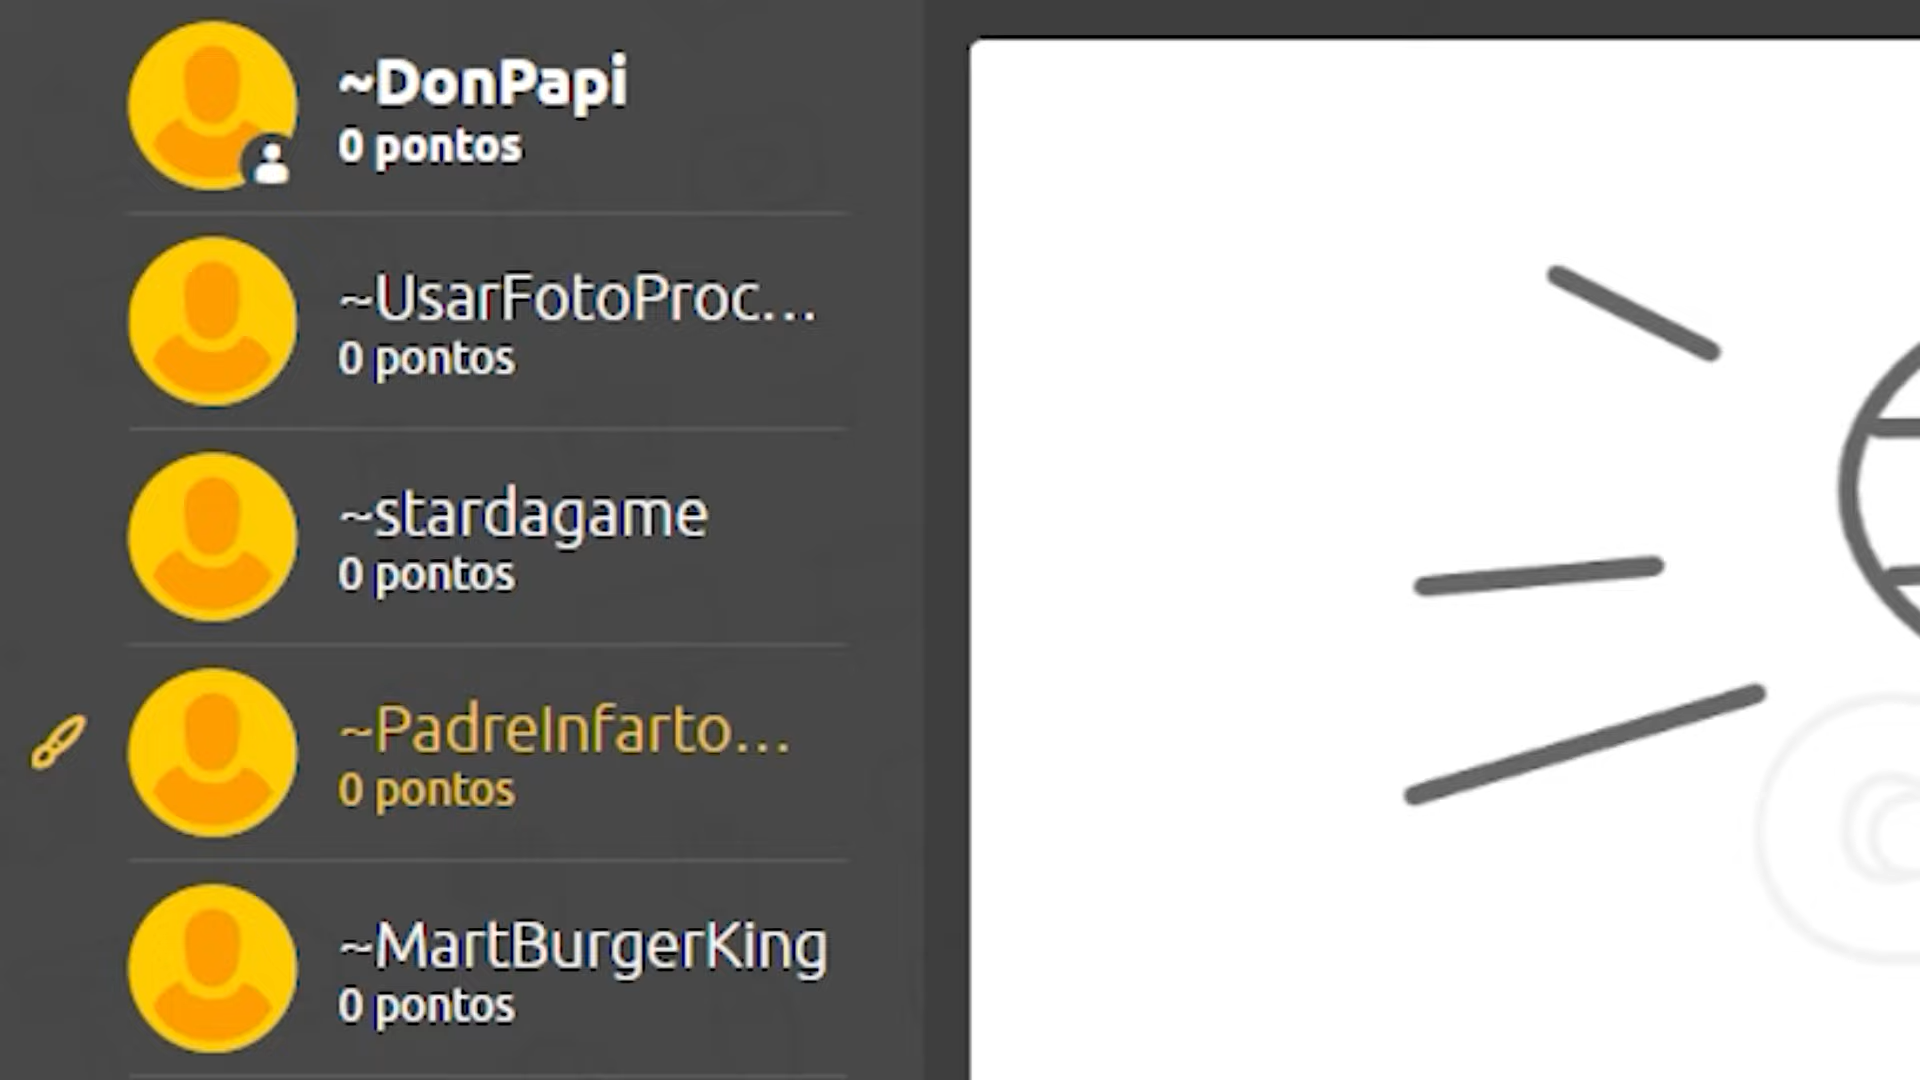 ~DonPapi
0 pontos
~UsarFotoProc...
0 pontos
~stardagame
0 pontos
~PadreInfarto...
0 pontos
~MartBurgerKing
0 pontos